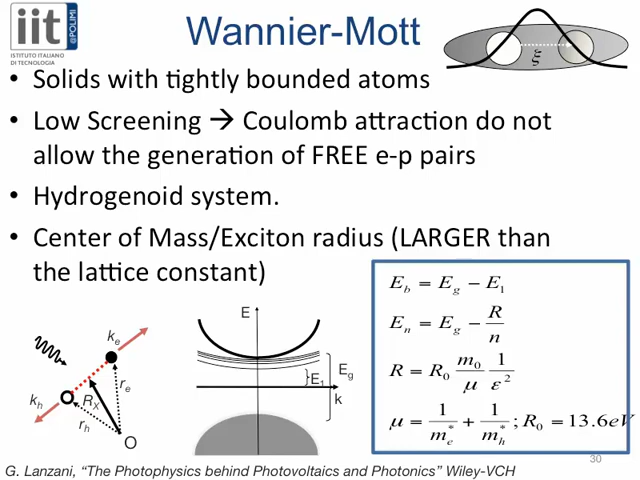 iit
@POLIMI
ISTITUTO ITALIANO
DI TECNOLOGIA
Wannier-Mott
ξ
• Solids with tightly bounded atoms
• Low Screening → Coulomb attraction do not
allow the generation of FREE e-p pairs
• Hydrogenoid system.
• Center of Mass/Exciton radius (LARGER than
the lattice constant)
E_b = E_g − E_1
E_n = E_g − R/n
R = R_0 m_0/μ 1/ε²
μ = 1/m_e^* + 1/m_h^* ; R_0 = 13.6eV
k_e
k_h
R_X
r_e
r_h
O
E
E_g
}E_1
k
30
G. Lanzani, “The Photophysics behind Photovoltaics and Photonics” Wiley-VCH